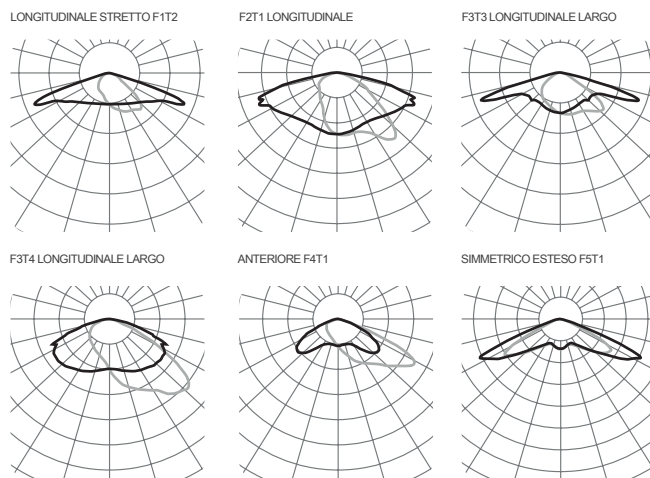 LONGITUDINALE STRETTO F1T2
F2T1 LONGITUDINALE
F3T3 LONGITUDINALE LARGO
F3T4 LONGITUDINALE LARGO
ANTERIORE F4T1
SIMMETRICO ESTESO F5T1